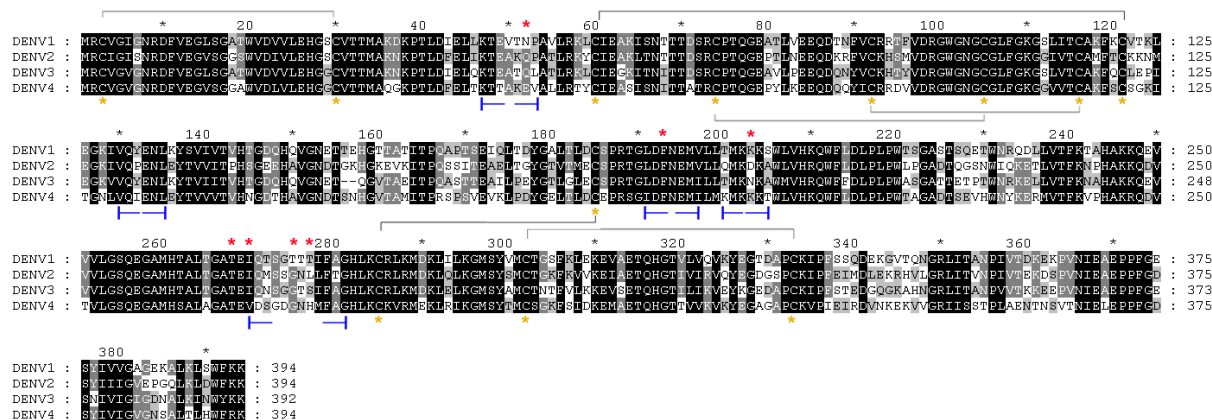 * 20 * 40 * * 60 * 80 * 100 * 120
DENV1 : MRCVGIGNRDFVEGLSGATWVDVVLEHGSCVTTMAKDKPTLDIELLKTEVTNPAVLRKLCIEAKISNTTTDSRCPTQGEATLVEEQDTNFVCRRTFVDRGWGNGCGLFGKGSLITCAKFKCVTKL : 125
DENV2 : MRCIGISNRDFVEGVSGGSWVDIVLEHGSCVTTMAKNKPTLDFELIKTEAKQPATLRKYCIEAKLTNTTTDSRCPTQGEPTLNEEQDKRFVCKHSMVDRGWGNGCGLFGKGGIVTCAMFTCKKNM : 125
DENV3 : MRCVGVGNRDFVEGLSGATWVDVVLEHGGCVTTMAKNKPTLDIELQKTEATQLATLRKLCIEGKITNITTDSRCPTQGEAVLPEEQDQNYVCKHTYVDRGWGNGCGLFGKGSLVTCAKFQCLEPI : 125
DENV4 : MRCVGVGNRDFVEGVSGGAWVDLVLEHGGCVTTMAQGKPTLDFELTKTTAKEVALLRTYCIEASISNITTATRCPTQGEPYLKEEQDQQYICRRDVVDRGWGNGCGLFGKGGVVTCAKFSCSGKI : 125
* * * * * * * *
* 140 * 160 * 180 * * 200 * * 220 * 240 *
DENV1 : EGKIVQYENLKYSVIVTVHTGDQHQVGNETTEHGTTATITPQAPTSEIQLTDYGALTLDCSPRTGLDFNEMVLLTMKKKSWLVHKQWFLDLPLPWTSGASTSQETWNRQDLLVTFKTAHAKKQEV : 250
DENV2 : EGKIVQPENLEYTVVITPHSGEEHAVGNDTGKHGKEVKITPQSSITEAELTGYGTVTMECSPRTGLDFNEMVLLQMKDKAWLVHRQWFLDLPLPWLPGADTQGSNWIQKETLVTFKNPHAKKQDV : 250
DENV3 : EGKVVQYENLKYTVIITVHTGDQHQVGNET--QGVTAEITPQASTTEAILPEYGTLGLECSPRTGLDFNEMILLTMKNKAWMVHRQWFFDLPLPWASGATTETPTWNRKELLVTFKNAHAKKQEV : 248
DENV4 : TGNLVQIENLEYTVVVTVHNGDTHAVGNDTSNHGVTAMITPRSPSVEVKLPDYGELTLDCEPRSGIDFNEMILMKMKKKTWLVHKQWFLDLPLPWTAGADTSEVHWNYKERMVTFKVPHAKRQDV : 250
*
260 * * * * 280 * 300 * 320 * 340 * 360 *
DENV1 : VVLGSQEGAMHTALTGATEIQTSGTTTIFAGHLKCRLKMDKLTLKGMSYVMCTGSFKLEKEVAETQHGTVLVQVKYEGTDAPCKIPFSSQDEKGVTQNGRLITANPIVTDKEKPVNIEAEPPFGE : 375
DENV2 : VVLGSQEGAMHTALTGATEIQMSSGNLLFTGHLKCRLRMDKLQLKGMSYSMCTGKFKVVKEIAETQHGTIVIRVQYEGDGSPCKIPFEIMDLEKRHVLGRLITVNPIVTEKDSPVNIEAEPPFGD : 375
DENV3 : VVLGSQEGAMHTALTGATEIQNSGGTSIFAGHLKCRLKMDKLELKGMSYAMCTNTFVLKKEVSETQHGTILIKVEYKGEDAPCKIPFSTEDGQGKAHNGRLITANPVVTKKEEPVNIEAEPPFGE : 373
DENV4 : TVLGSQEGAMHSALAGATEVDSGDGNHMFAGHLKCKVRMEKLRIKGMSYTMCSGKFSIDKEMAETQHGTTVVKVKYEGAGAPCKVPIEIRDVNKEKVVGRIISSTPLAENTNSVTNIELEPPFGD : 375
* * *
380 *
DENV1 : SYIVVGAGEKALKLSWFKK : 394
DENV2 : SYIIIGVEPGQLKLDWFKK : 394
DENV3 : SNIVIGIGDNALKINWYKK : 392
DENV4 : SYIVIGVGNSALTLHWFRK : 394